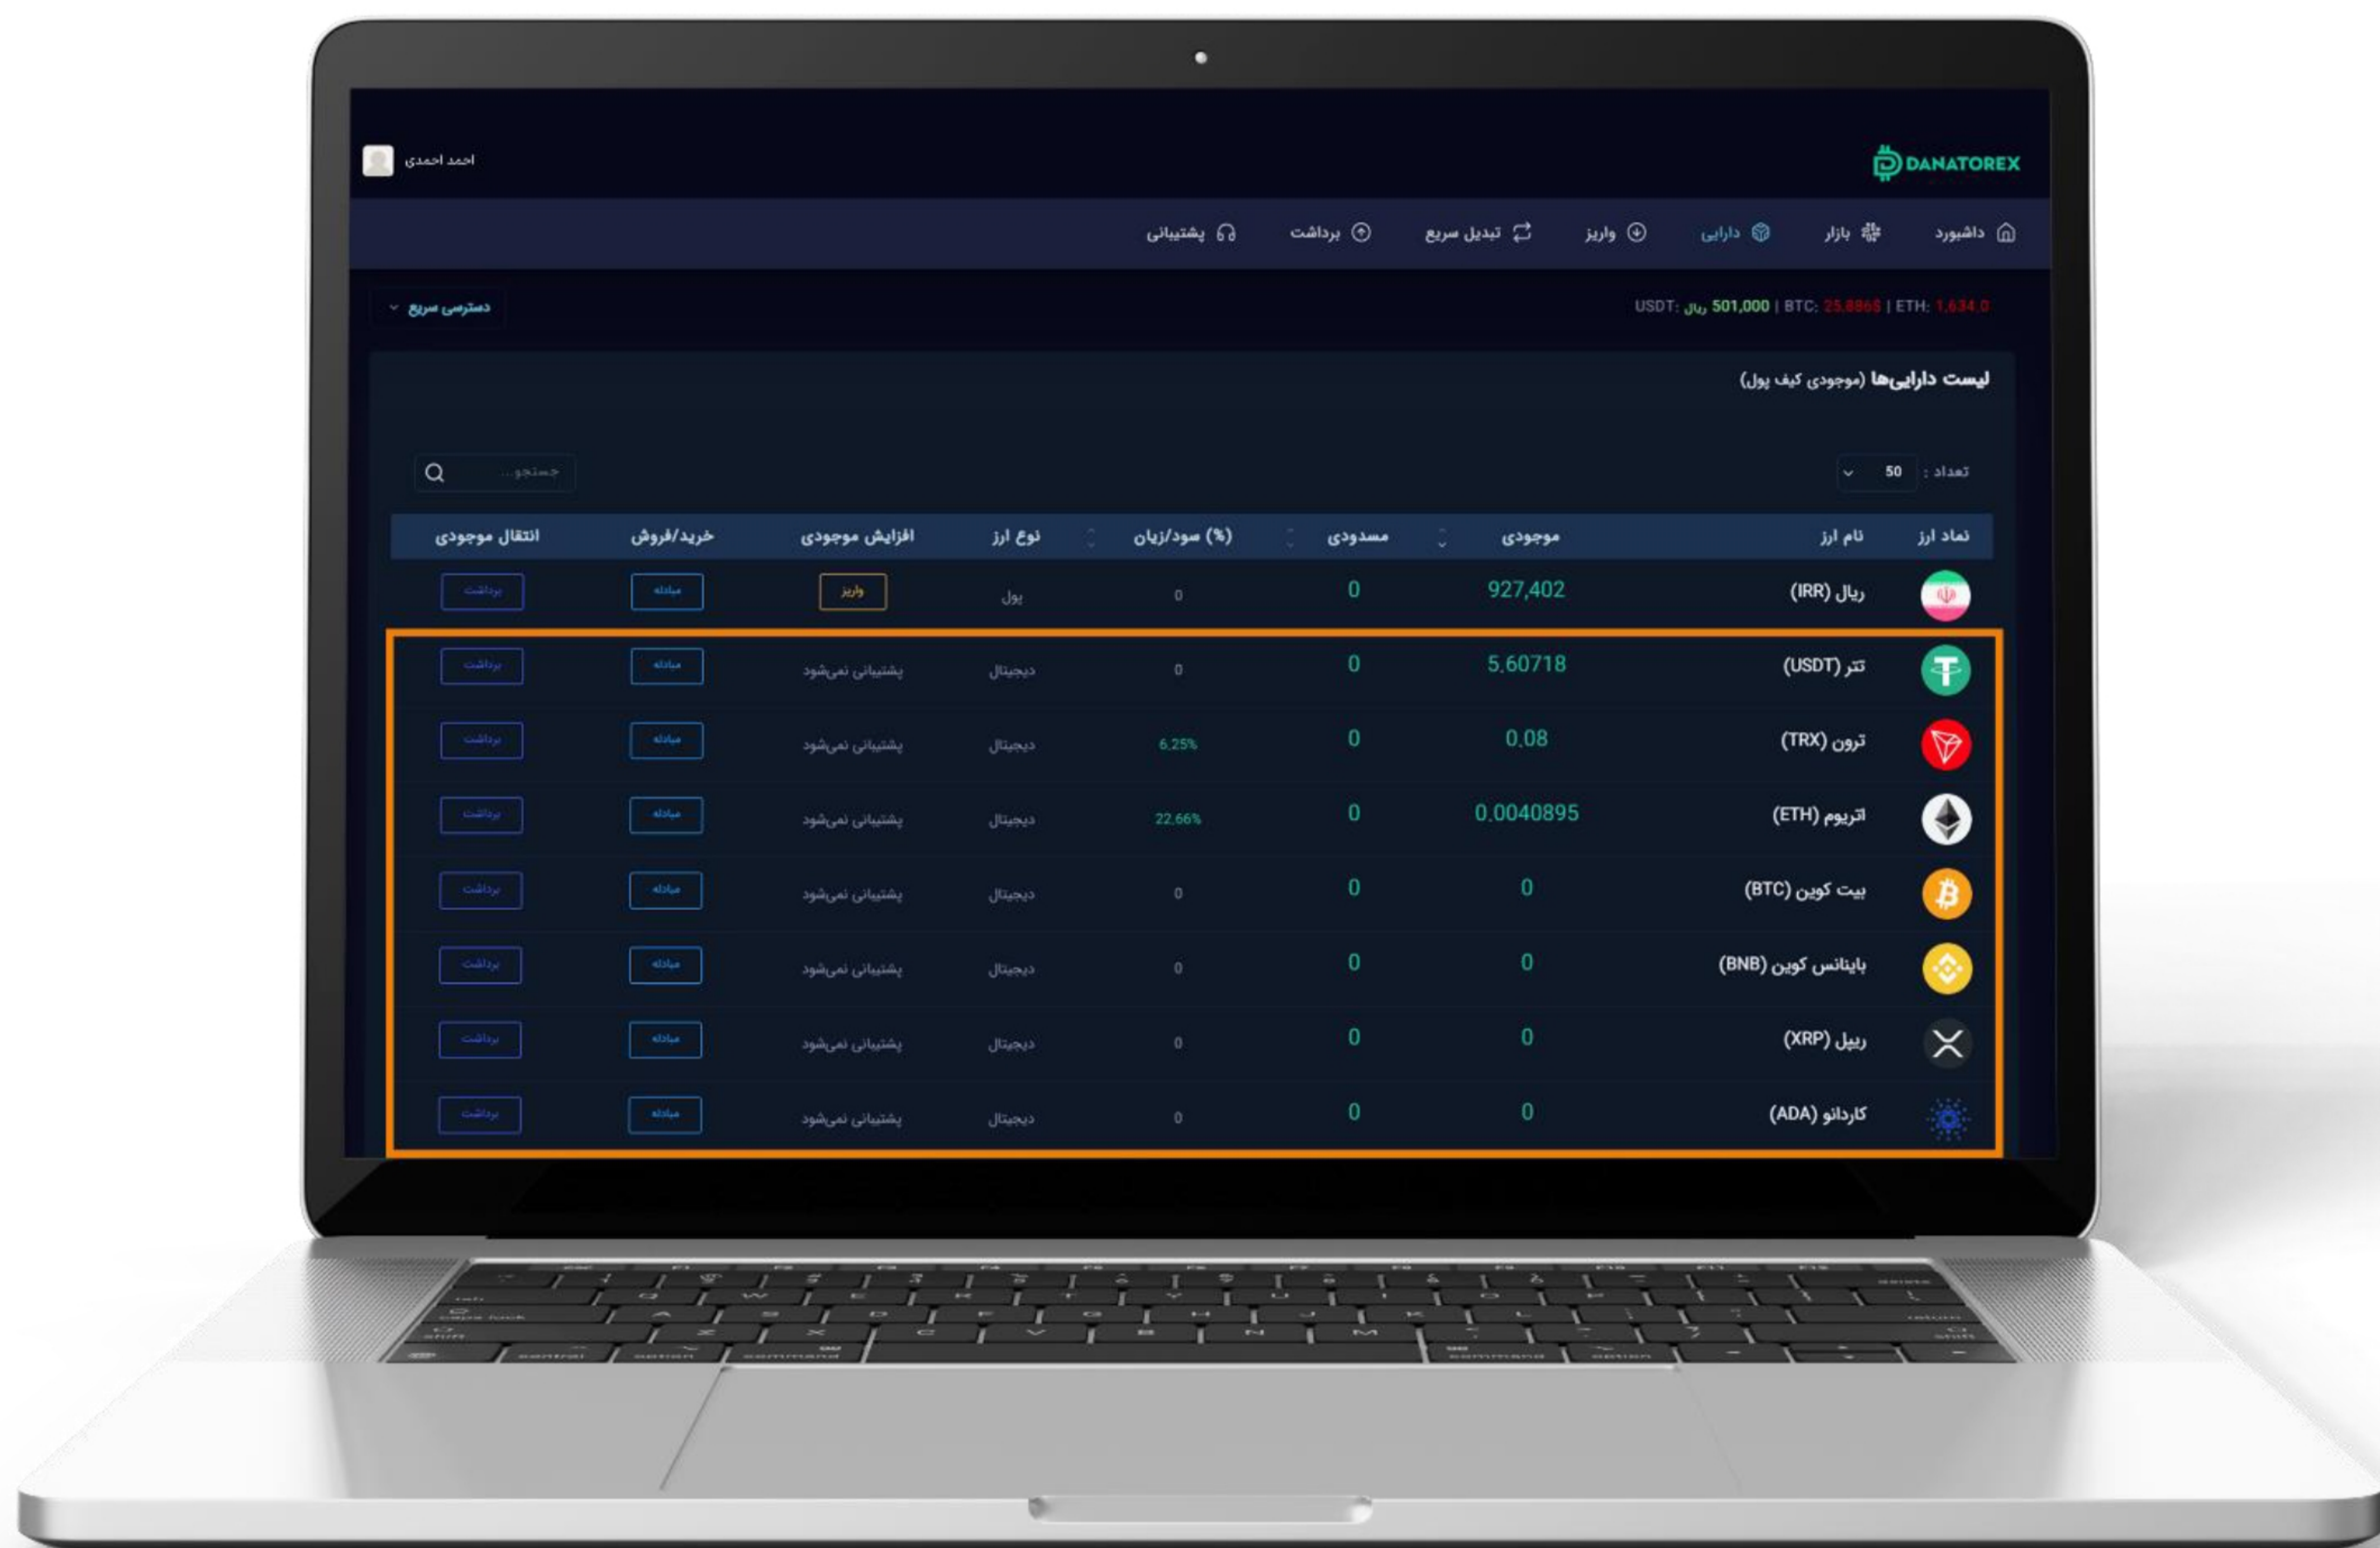 DANATOREX
احمد احمدی
داشبورد بازار دارایی واریز تبدیل سریع برداشت پشتیبانی
USDT: 501,000 ریال | BTC: 25,886$ | ETH: 1,634.0
دسترسی سریع
لیست دارایی‌ها (موجودی کیف پول)
تعداد : 50
جستجو...
نماد ارز نام ارز موجودی مسدودی سود/زیان (%) نوع ارز افزایش موجودی خرید/فروش انتقال موجودی
ریال (IRR) 927,402 0 0 پول واریز مبادله برداشت
تتر (USDT) 5.60718 0 0 دیجیتال پشتیبانی نمی‌شود مبادله برداشت
ترون (TRX) 0.08 0 6.25% دیجیتال پشتیبانی نمی‌شود مبادله برداشت
اتریوم (ETH) 0.0040895 0 22.66% دیجیتال پشتیبانی نمی‌شود مبادله برداشت
بیت کوین (BTC) 0 0 0 دیجیتال پشتیبانی نمی‌شود مبادله برداشت
باینانس کوین (BNB) 0 0 0 دیجیتال پشتیبانی نمی‌شود مبادله برداشت
ریپل (XRP) 0 0 0 دیجیتال پشتیبانی نمی‌شود مبادله برداشت
کاردانو (ADA) 0 0 0 دیجیتال پشتیبانی نمی‌شود مبادله برداشت